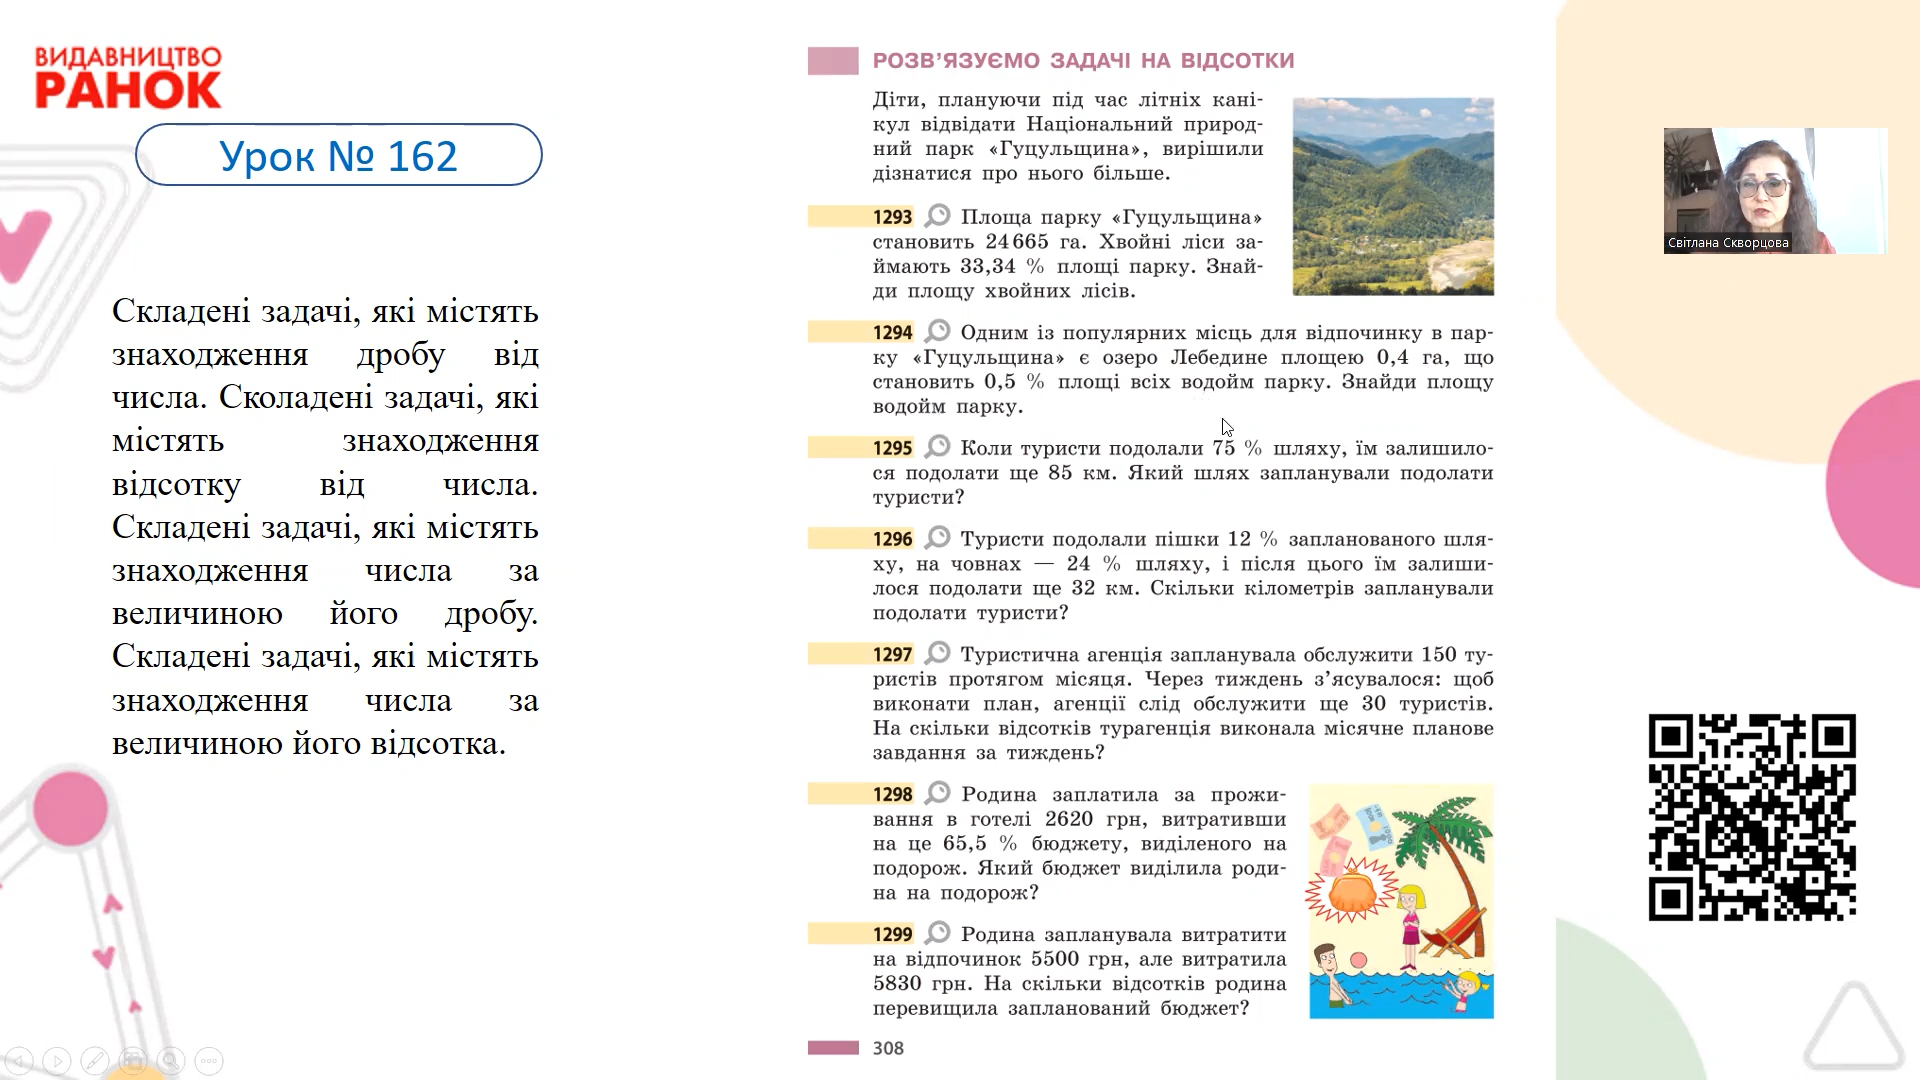 ВИДАВНИЦТВО
РАНОК
Урок № 162
Складені задачі, які містять
знаходження дробу від
числа. Сколадені задачі, які
містять знаходження
відсотку від числа.
Складені задачі, які містять
знаходження числа за
величиною його дробу.
Складені задачі, які містять
знаходження числа за
величиною його відсотка.
РОЗВ’ЯЗУЄМО ЗАДАЧІ НА ВІДСОТКИ
Діти, плануючи під час літніх кані-
кул відвідати Національний природ-
ний парк «Гуцульщина», вирішили
дізнатися про нього більше.
1293 Площа парку «Гуцульщина»
становить 24 665 га. Хвойні ліси за-
ймають 33,34 % площі парку. Знай-
ди площу хвойних лісів.
1294 Одним із популярних місць для відпочинку в пар-
ку «Гуцульщина» є озеро Лебедине площею 0,4 га, що
становить 0,5 % площі всіх водойм парку. Знайди площу
водойм парку.
1295 Коли туристи подолали 75 % шляху, їм залишило-
ся подолати ще 85 км. Який шлях запланували подолати
туристи?
1296 Туристи подолали пішки 12 % запланованого шля-
ху, на човнах — 24 % шляху, і після цього їм залиши-
лося подолати ще 32 км. Скільки кілометрів запланували
подолати туристи?
1297 Туристична агенція запланувала обслужити 150 ту-
ристів протягом місяця. Через тиждень з’ясувалося: щоб
виконати план, агенції слід обслужити ще 30 туристів.
На скільки відсотків турагенція виконала місячне планове
завдання за тиждень?
1298 Родина заплатила за прожи-
вання в готелі 2620 грн, витративши
на це 65,5 % бюджету, виділеного на
подорож. Який бюджет виділила роди-
на на подорож?
1299 Родина запланувала витратити
на відпочинок 5500 грн, але витратила
5830 грн. На скільки відсотків родина
перевищила запланований бюджет?
308
Світлана Скворцова